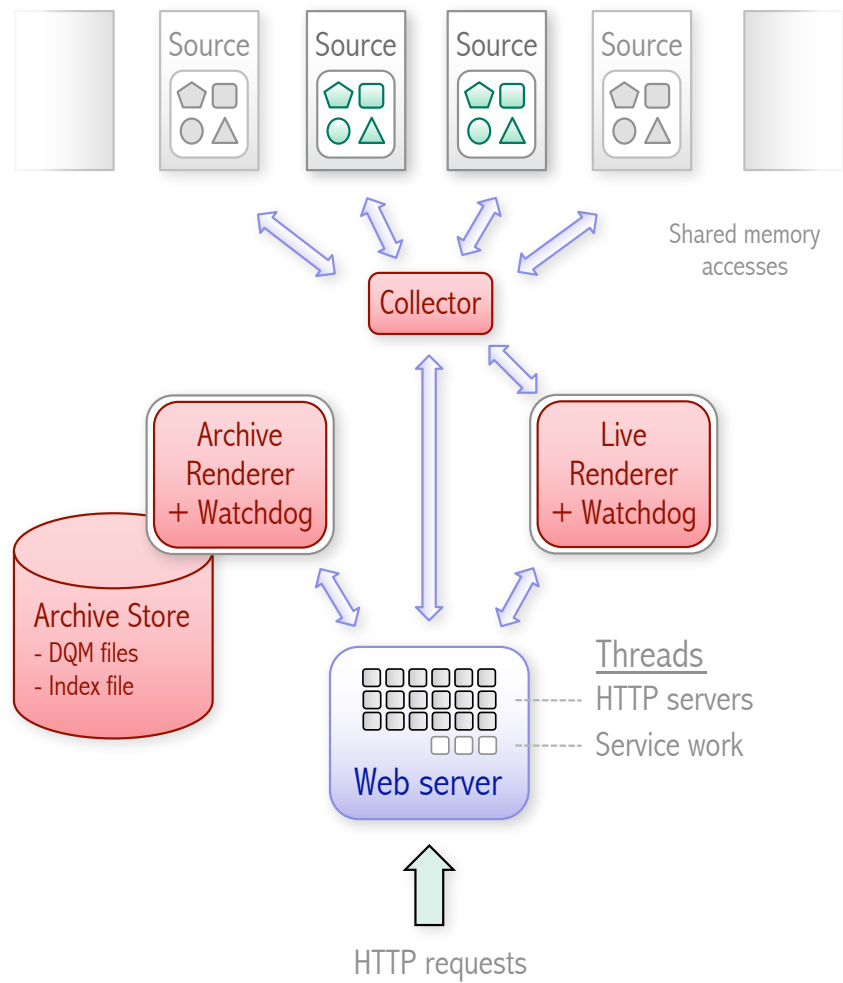 Source
Source
Source
Source
Shared memory
accesses
Collector
Archive
Renderer
+ Watchdog
Live
Renderer
+ Watchdog
Archive Store
- DQM files
- Index file
Threads
HTTP servers
Service work
Web server
HTTP requests